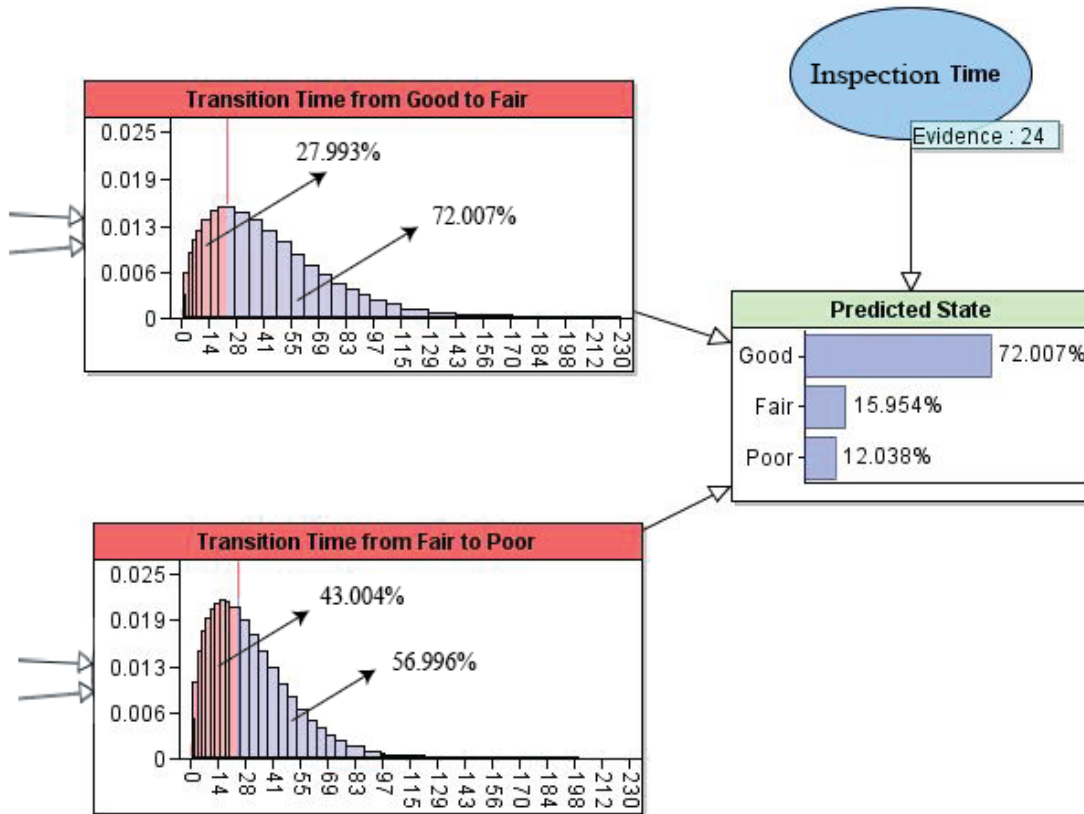 Inspection Time
Evidence : 24
Transition Time from Good to Fair
0.025
0.019
0.013
0.006
0
27.993%
72.007%
0 14 28 41 55 69 83 97 115 129 143 156 170 184 198 212 230
Predicted State
Good 72.007%
Fair 15.954%
Poor 12.038%
Transition Time from Fair to Poor
0.025
0.019
0.013
0.006
0
43.004%
56.996%
0 14 28 41 55 69 83 97 115 129 143 156 170 184 198 212 230